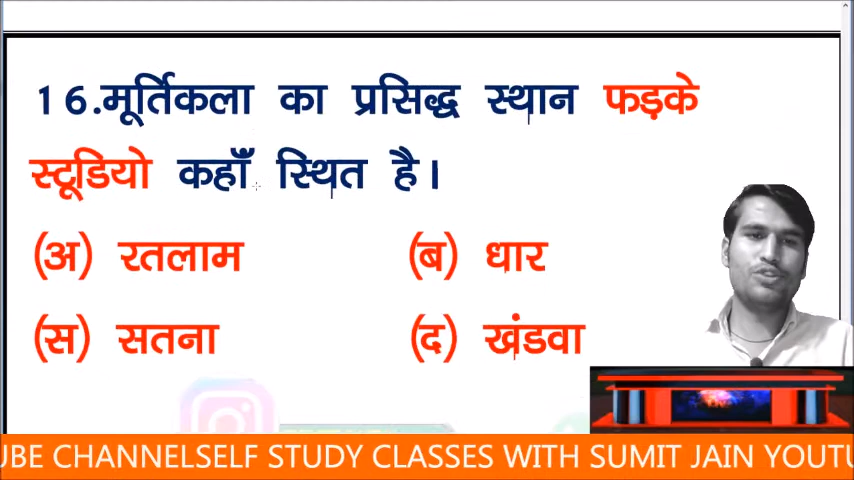 16.मूर्तिकला का प्रसिद्ध स्थान फड़के
स्टूडियो कहाँ स्थित है।
(अ) रतलाम (ब) धार
(स) सतना (द) खंडवा
UBE CHANNELSELF STUDY CLASSES WITH SUMIT JAIN YOUTU